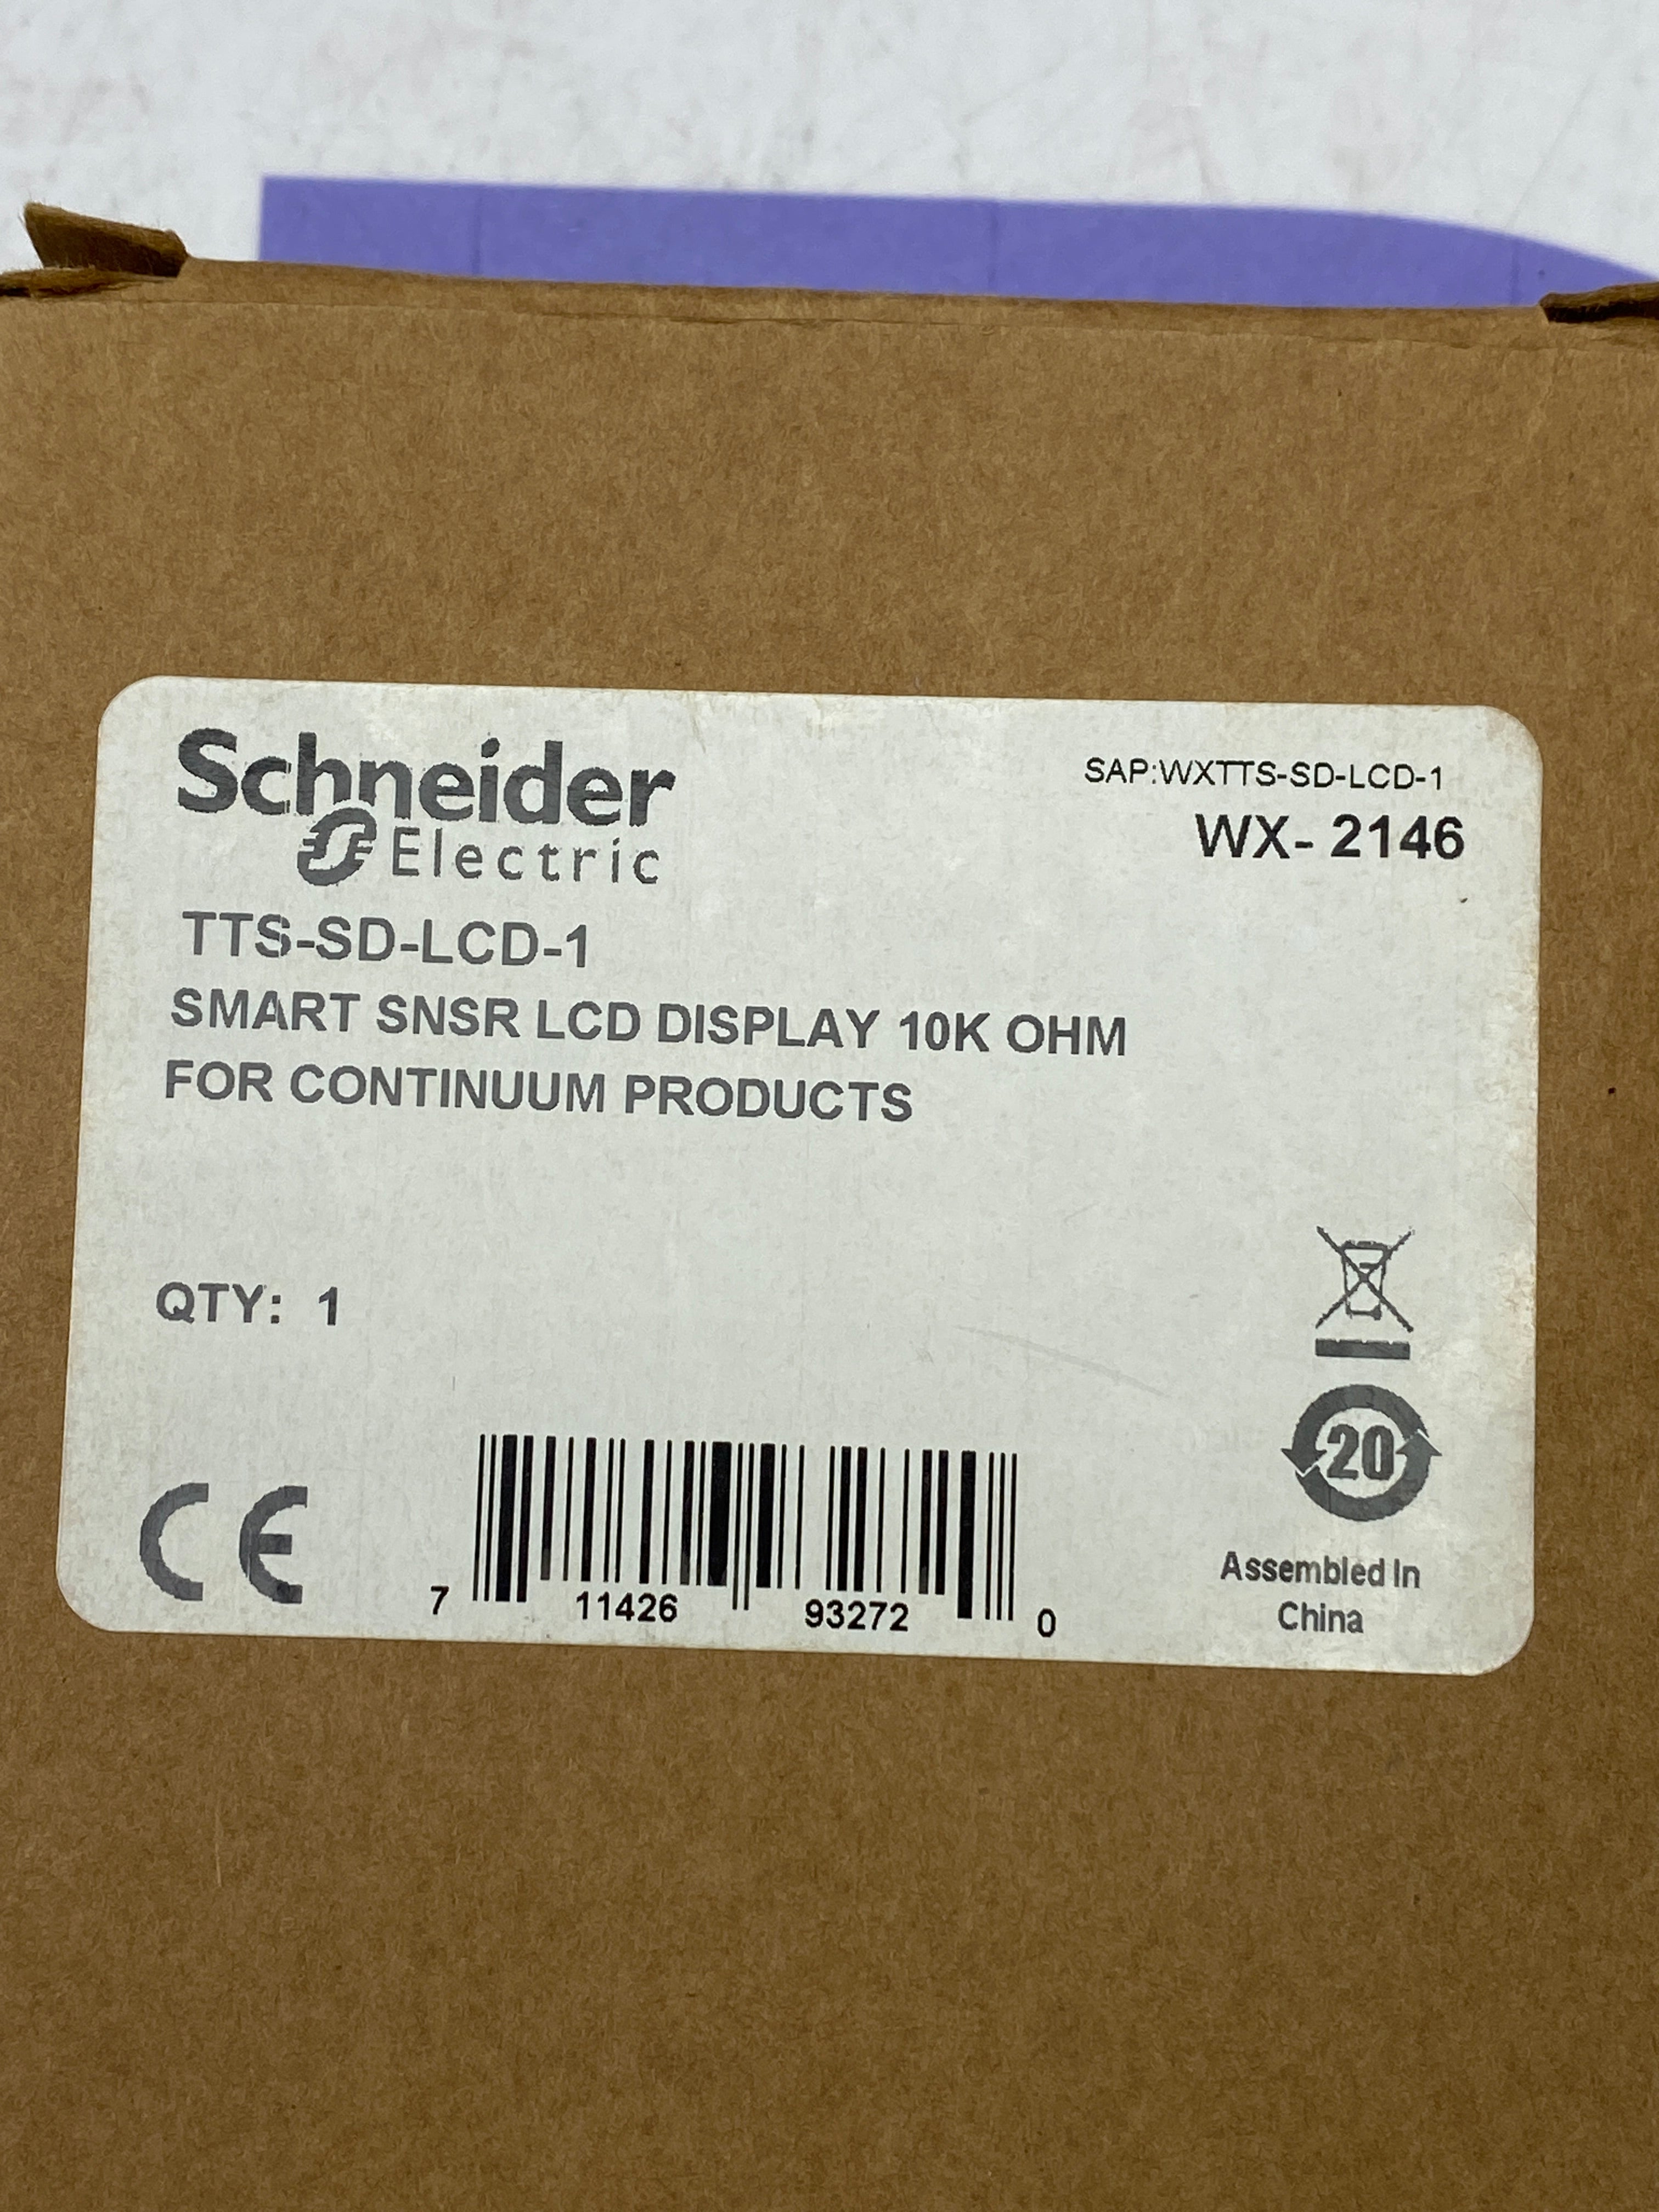 Schneider
Electric
SAP:WXTTS-SD-LCD-1
WX- 2146
TTS-SD-LCD-1
SMART SNSR LCD DISPLAY 10K OHM
FOR CONTINUUM PRODUCTS
QTY: 1
20
CE
7 11426 93272 0
Assembled In
China